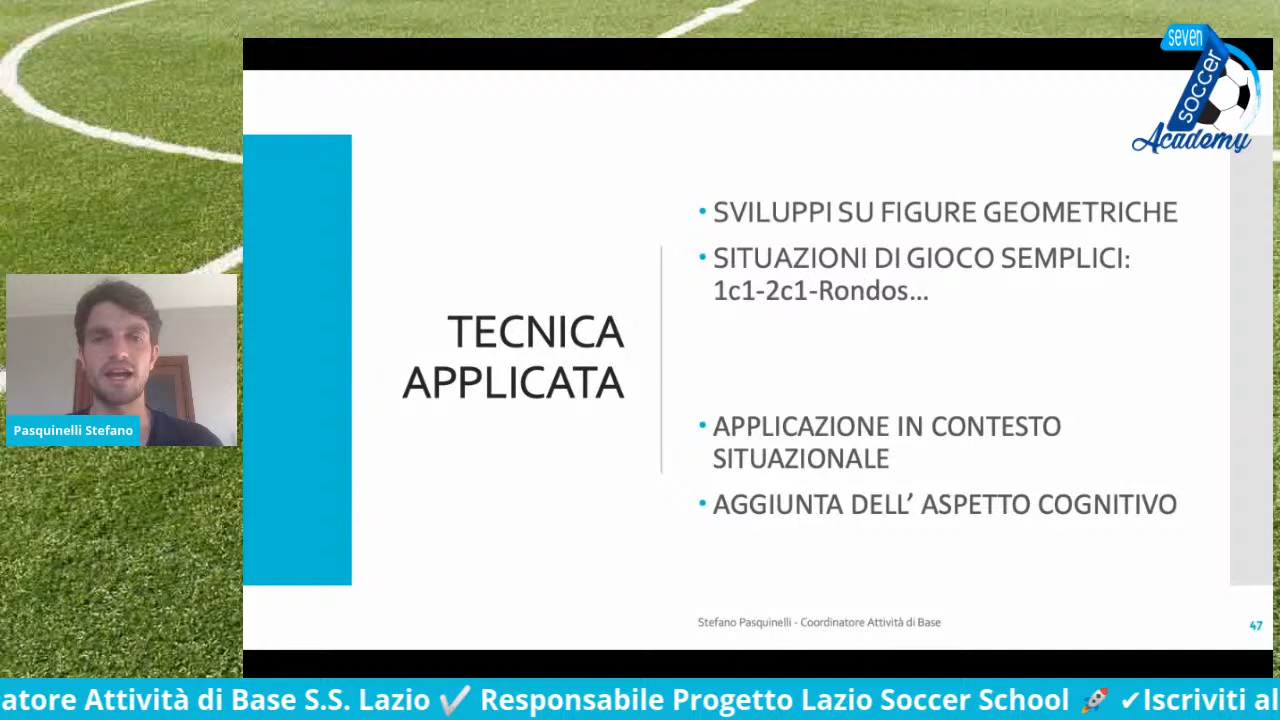 seven
SOCCER
Academy
• SVILUPPI SU FIGURE GEOMETRICHE
• SITUAZIONI DI GIOCO SEMPLICI:
1c1-2c1-Rondos...
TECNICA
APPLICATA
• APPLICAZIONE IN CONTESTO
SITUAZIONALE
• AGGIUNTA DELL' ASPETTO COGNITIVO
Pasquinelli Stefano
Stefano Pasquinelli - Coordinatore Attività di Base
47
atore Attività di Base S.S. Lazio ✔ Responsabile Progetto Lazio Soccer School 🚀 ✔Iscriviti al